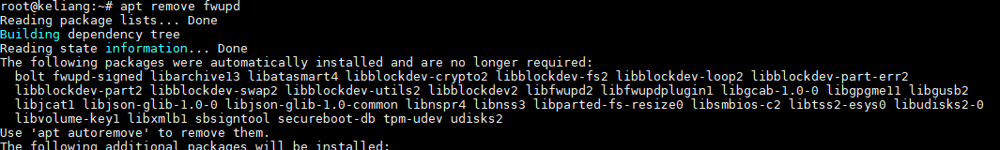 root@keliang:~# apt remove fwupd
Reading package lists... Done
Building dependency tree
Reading state information... Done
The following packages were automatically installed and are no longer required:
  bolt fwupd-signed libarchive13 libatasmart4 libblockdev-crypto2 libblockdev-fs2 libblockdev-loop2 libblockdev-part-err2
  libblockdev-part2 libblockdev-swap2 libblockdev-utils2 libblockdev2 libfwupd2 libfwupdplugin1 libgcab-1.0-0 libgpgme11 libgusb2
  libjcat1 libjson-glib-1.0-0 libjson-glib-1.0-common libnspr4 libnss3 libparted-fs-resize0 libsmbios-c2 libtss2-esys0 libudisks2-0
  libvolume-key1 libxmlb1 sbsigntool secureboot-db tpm-udev udisks2
Use 'apt autoremove' to remove them.
The following additional packages will be installed: